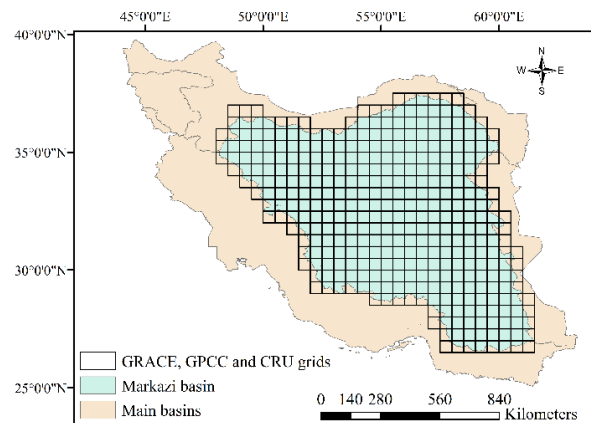 45°0'0"E 50°0'0"E 55°0'0"E 60°0'0"E
40°0'0"N
35°0'0"N
30°0'0"N
25°0'0"N
N
W E
S
GRACE, GPCC and CRU grids
Markazi basin
Main basins
0 140 280 560 840
Kilometers